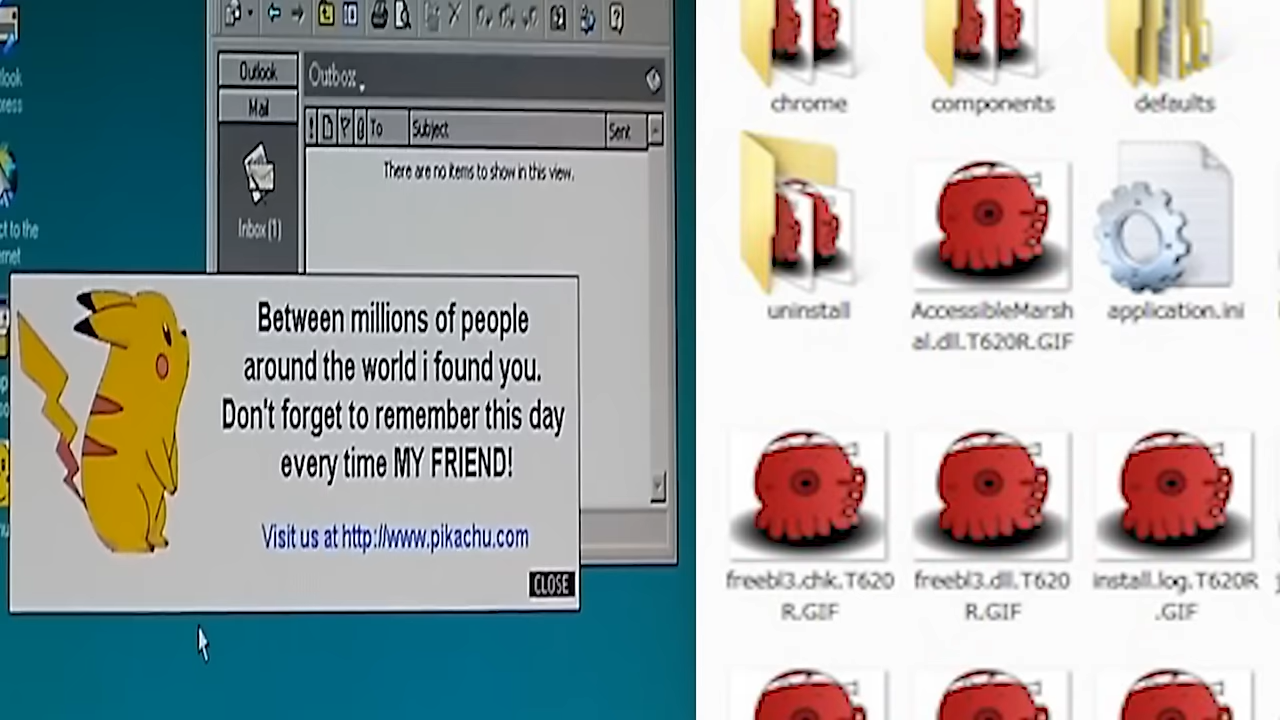 Outlook
Mail
Inbox (1)
Outbox
! To Subject Sent
There are no items to show in this view.
Between millions of people
around the world i found you.
Don't forget to remember this day
every time MY FRIEND!
Visit us at http://www.pikachu.com
CLOSE
chrome
components
defaults
uninstall
AccessibleMarsh
al.dll.T620R.GIF
application.ini
freebl3.chk.T620
R.GIF
freebl3.dll.T620
R.GIF
install.log.T620R
.GIF